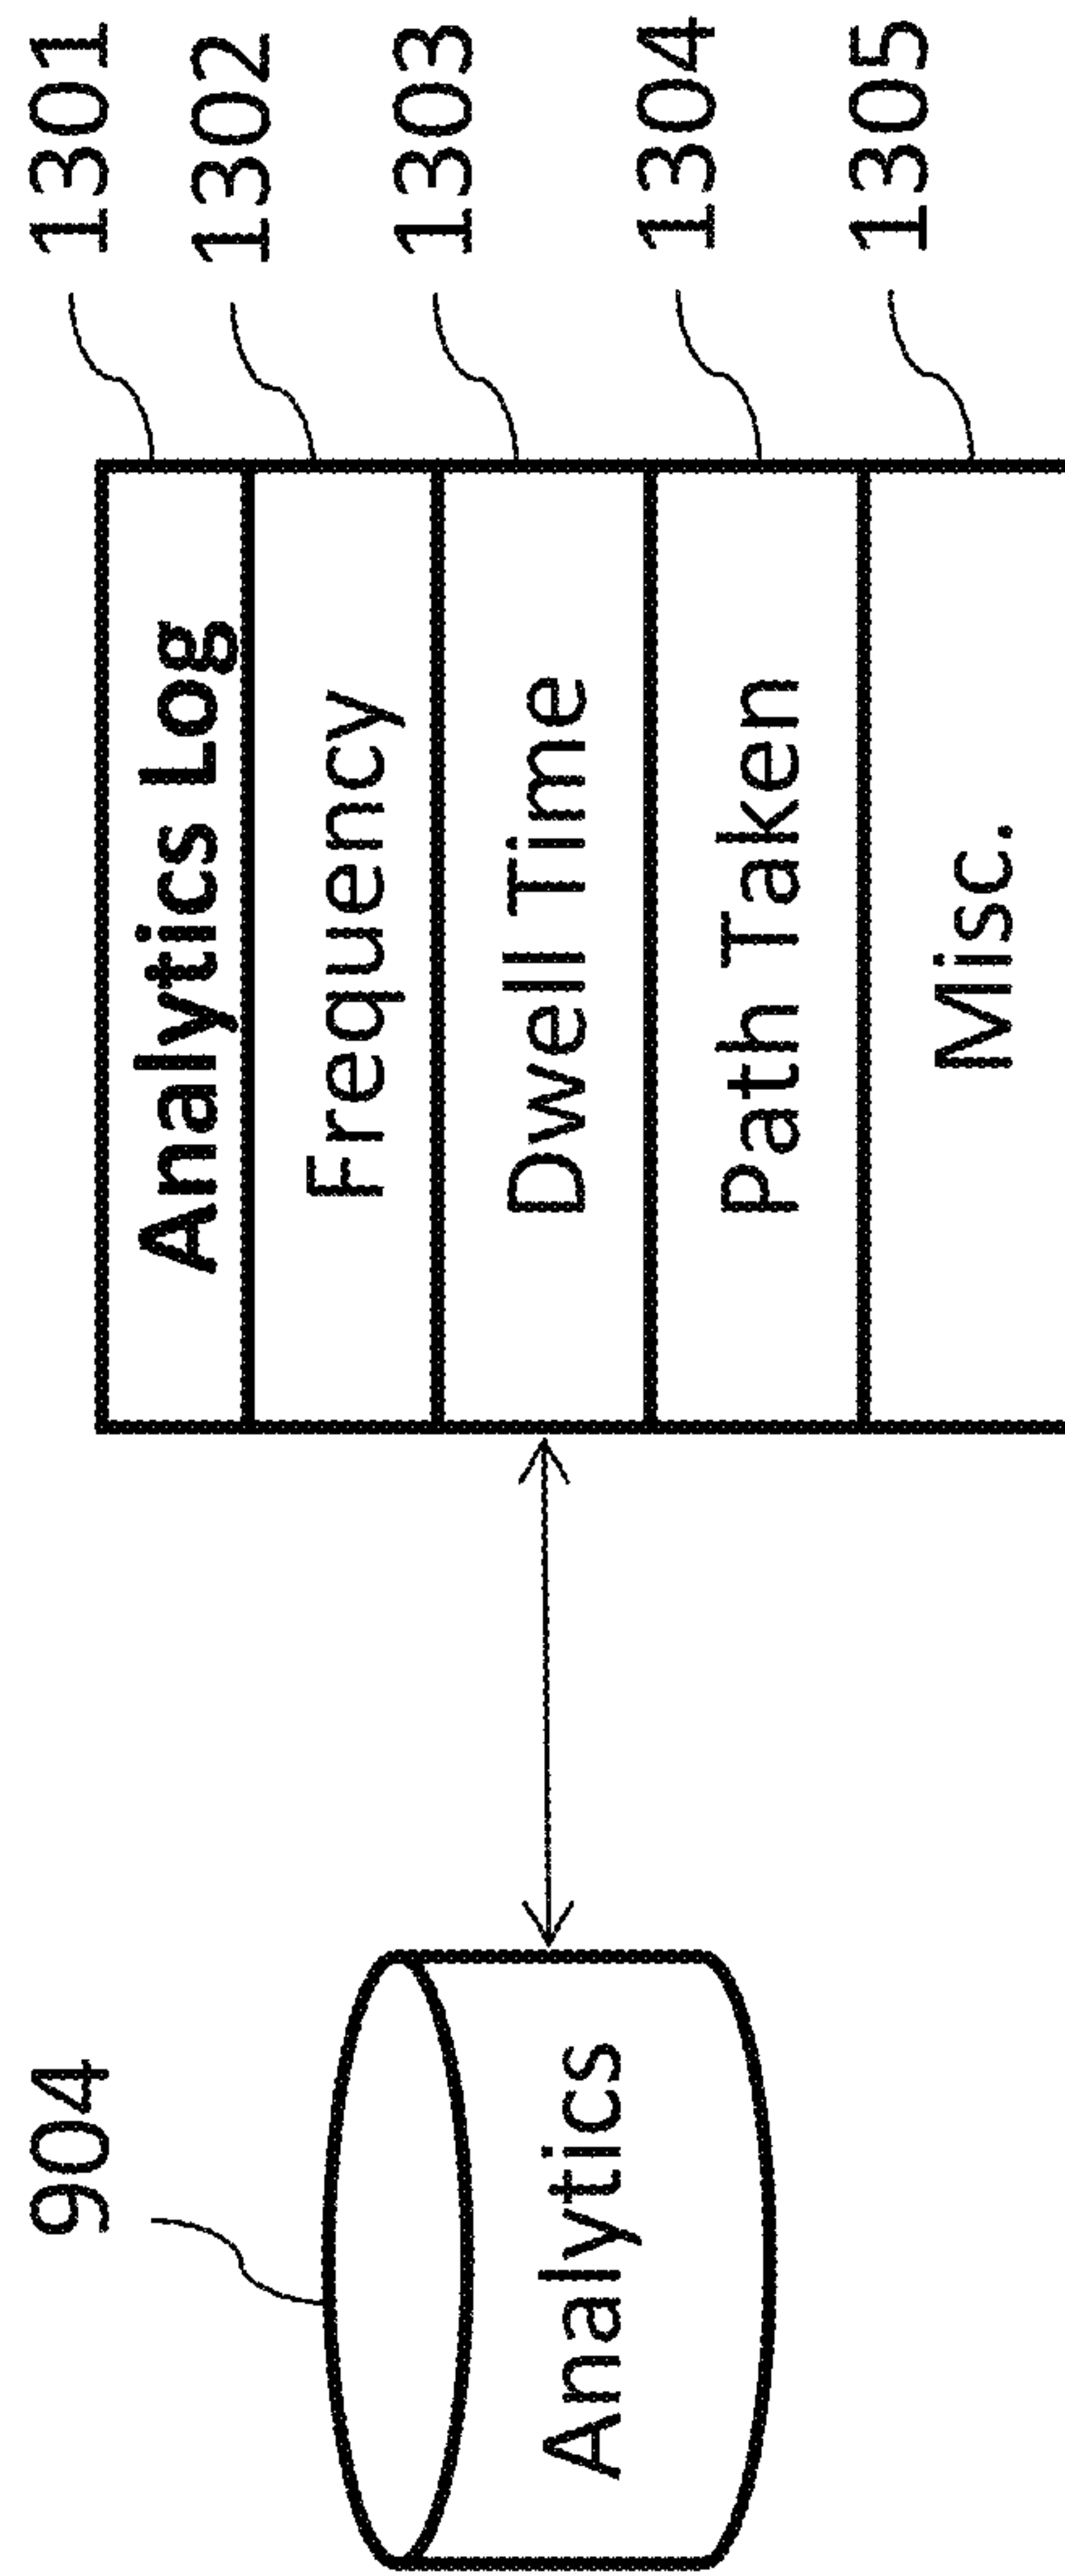 904
Analytics
Analytics Log
1301
Frequency
1302
Dwell Time
1303
Path Taken
1304
Misc.
1305